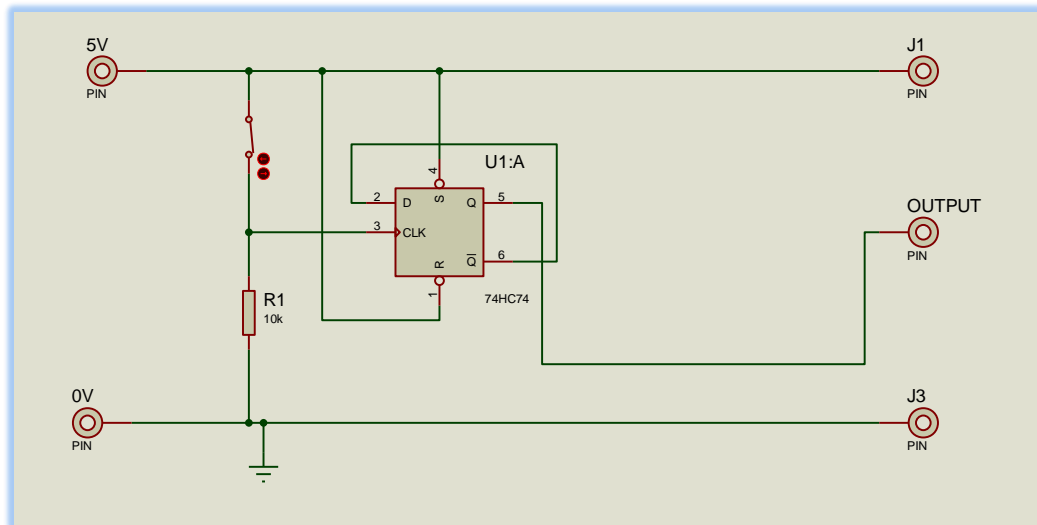 5V
PIN
J1
PIN
U1:A
4
2
D
S
Q
5
3
CLK
R
Q
6
1
74HC74
OUTPUT
PIN
R1
10k
0V
PIN
J3
PIN